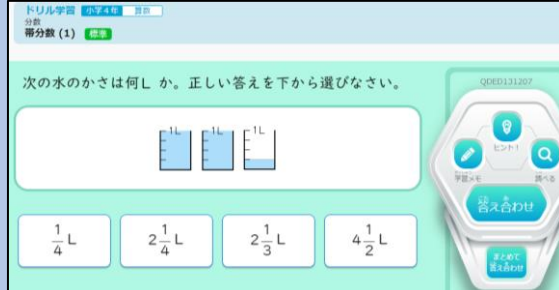 ドリル学習 小学4年 算数
分数
帯分数 (1) 標準
次の水のかさは何L か。正しい答えを下から選びなさい。
QDED131207
1L 1L 1L
ヒント!
学習メモ
調べる
答え合わせ
1/4 L 2 1/4 L 2 1/3 L 4 1/2 L
まとめて
答え合わせ